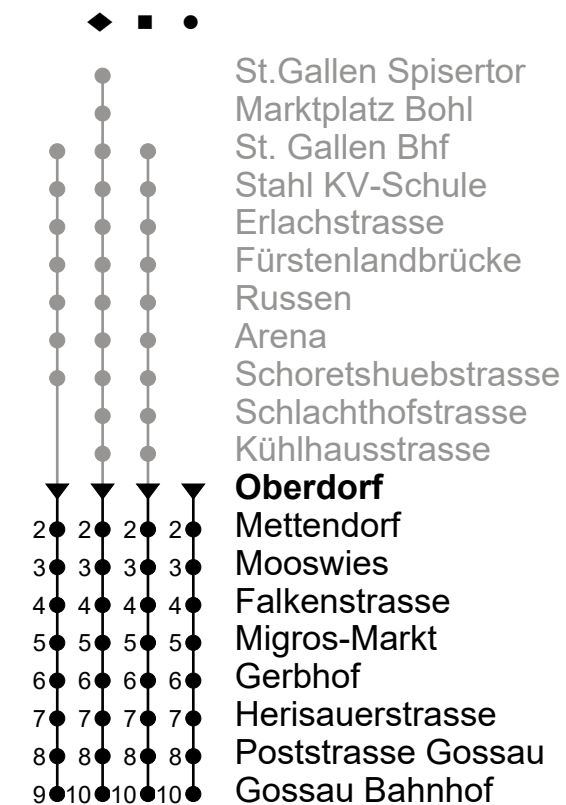 St.Gallen Spisertor
Marktplatz Bohl
St. Gallen Bhf
Stahl KV-Schule
Erlachstrasse
Fürstenlandbrücke
Russen
Arena
Schoretshuebstrasse
Schlachthofstrasse
Kühlhausstrasse
Oberdorf
2 2 2 2 Mettendorf
3 3 3 3 Mooswies
4 4 4 4 Falkenstrasse
5 5 5 5 Migros-Markt
6 6 6 6 Gerbhof
7 7 7 7 Herisauerstrasse
8 8 8 8 Poststrasse Gossau
9 10 10 10 Gossau Bahnhof